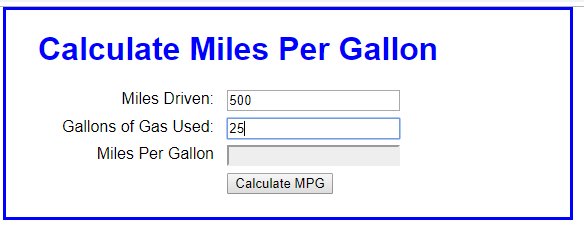 Calculate Miles Per Gallon
Miles Driven: 500
Gallons of Gas Used: 25
Miles Per Gallon
Calculate MPG